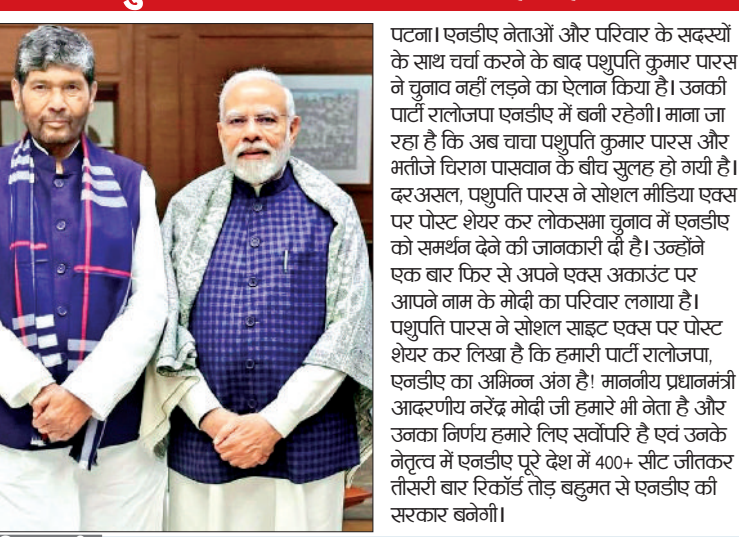 पटना। एनडीए नेताओं और परिवार के सदस्यों
के साथ चर्चा करने के बाद पशुपति कुमार पारस
ने चुनाव नहीं लड़ने का ऐलान किया है। उनकी
पार्टी रालोजपा एनडीए में बनी रहेगी। माना जा
रहा है कि अब चाचा पशुपति कुमार पारस और
भतीजे चिराग पासवान के बीच सुलह हो गयी है।
दरअसल, पशुपति पारस ने सोशल मीडिया एक्स
पर पोस्ट शेयर कर लोकसभा चुनाव में एनडीए
को समर्थन देने की जानकारी दी है। उन्होंने
एक बार फिर से अपने एक्स अकाउंट पर
आपने नाम के मोदी का परिवार लगाया है।
पशुपति पारस ने सोशल साइट एक्स पर पोस्ट
शेयर कर लिखा है कि हमारी पार्टी रालोजपा,
एनडीए का अभिन्न अंग है! माननीय प्रधानमंत्री
आदरणीय नरेंद्र मोदी जी हमारे भी नेता है और
उनका निर्णय हमारे लिए सर्वोपरि है एवं उनके
नेतृत्व में एनडीए पूरे देश में 400+ सीट जीतकर
तीसरी बार रिकॉर्ड तोड़ बहुमत से एनडीए की
सरकार बनेगी।